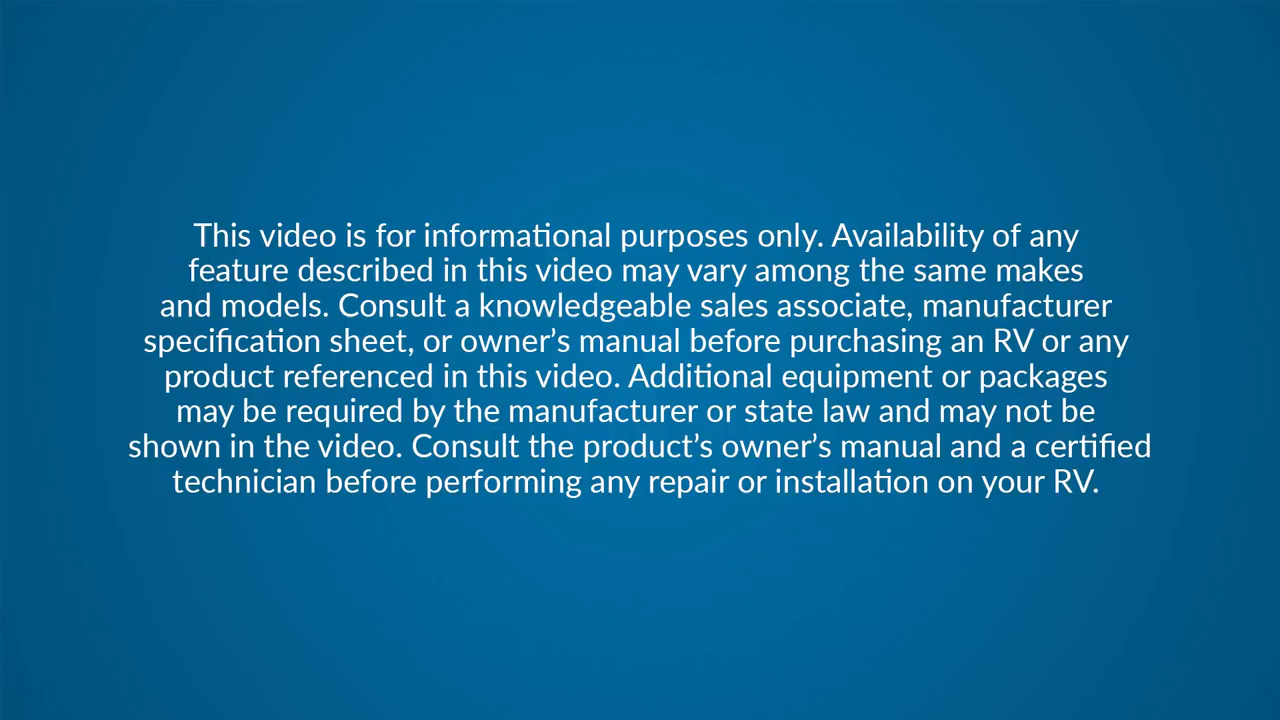 This video is for informational purposes only. Availability of any
feature described in this video may vary among the same makes
and models. Consult a knowledgeable sales associate, manufacturer
specification sheet, or owner’s manual before purchasing an RV or any
product referenced in this video. Additional equipment or packages
may be required by the manufacturer or state law and may not be
shown in the video. Consult the product’s owner’s manual and a certified
technician before performing any repair or installation on your RV.